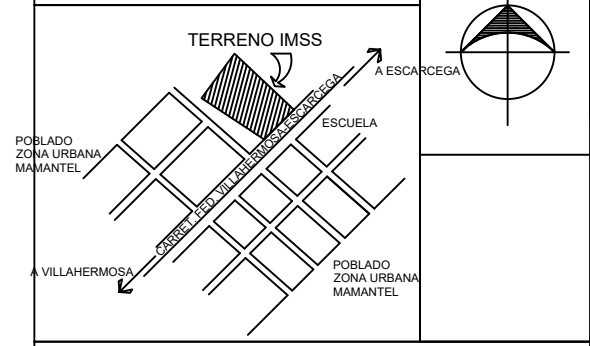 TERRENO IMSS
A ESCARCEGA
CARRET. FED. VILLAHERMOSA-ESCARCEGA
ESCUELA
POBLADO
ZONA URBANA
MAMANTEL
A VILLAHERMOSA
POBLADO
ZONA URBANA
MAMANTEL